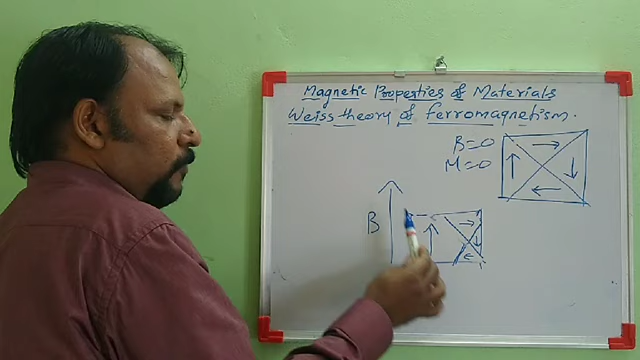 Magnetic Properties of Materials
Weiss theory of ferromagnetism.
B=0
M=0
B